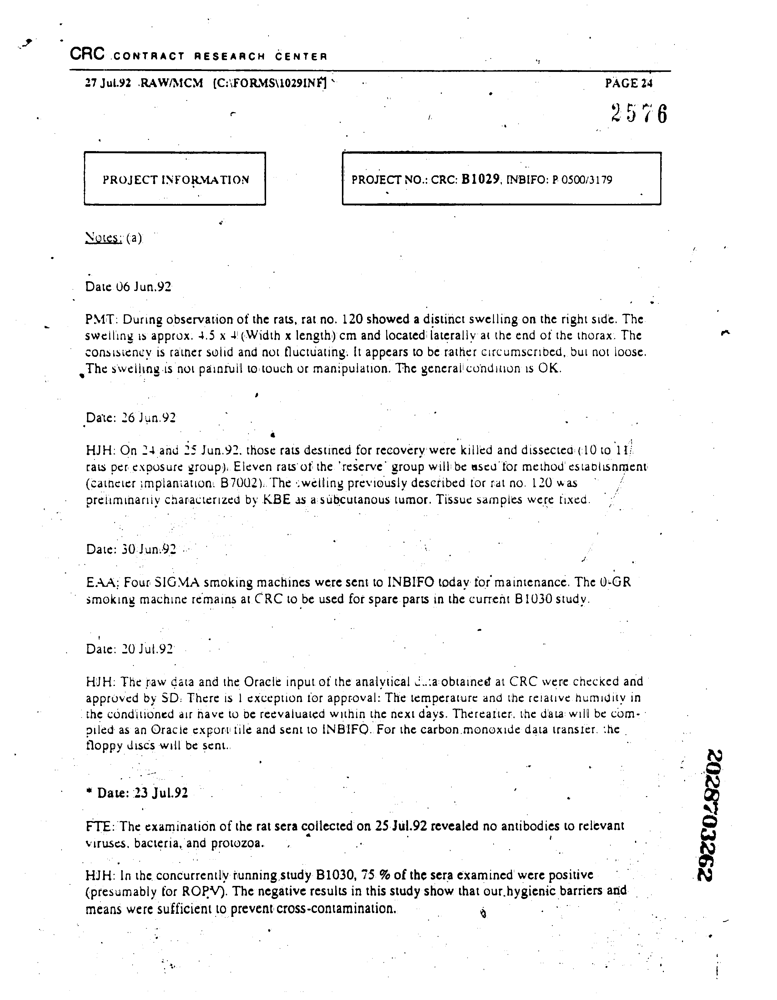 CRC CONTRACT RESEARCH CENTER
27 Jul.92 RAW/MCM [C:\FORMS\1029INF]
PAGE 24
2576
PROJECT INFORMATION
PROJECT NO.: CRC: B1029, INBIFO: P 0500/3179
Notes: (a)
Date 06 Jun.92
PMT: During observation of the rats, rat no. 120 showed a distinct swelling on the right side. The
swelling is approx. 4.5 x 4 (Width x length) cm and located laterally at the end of the thorax. The
consistency is rather solid and not fluctuating. It appears to be rather circumscribed, but not loose.
The swelling is not painfull to touch or manipulation. The general condition is OK.
Date: 26 Jun.92
HJH: On 24 and 25 Jun.92, those rats destined for recovery were killed and dissected (10 to 11
rats per exposure group). Eleven rats of the 'reserve' group will be used for method establishment
(catheter implantation: B7002). The swelling previously described for rat no. 120 was
preliminarily characterized by KBE as a subcutanous tumor. Tissue samples were fixed.
Date: 30 Jun.92
EAA: Four SIGMA smoking machines were sent to INBIFO today for maintenance. The 0-GR
smoking machine remains at CRC to be used for spare parts in the current B1030 study.
Date: 20 Jul.92
HJH: The raw data and the Oracle input of the analytical data obtained at CRC were checked and
approved by SD. There is 1 exception for approval: The temperature and the relative humidity in
the conditioned air have to be reevaluated within the next days. Thereafter, the data will be com-
piled as an Oracle export file and sent to INBIFO. For the carbon monoxide data transfer, the
floppy discs will be sent.
* Date: 23 Jul.92
FTE: The examination of the rat sera collected on 25 Jul.92 revealed no antibodies to relevant
viruses, bacteria, and protozoa.
HJH: In the concurrently running study B1030, 75 % of the sera examined were positive
(presumably for ROPV). The negative results in this study show that our hygienic barriers and
means were sufficient to prevent cross-contamination.
2028703262